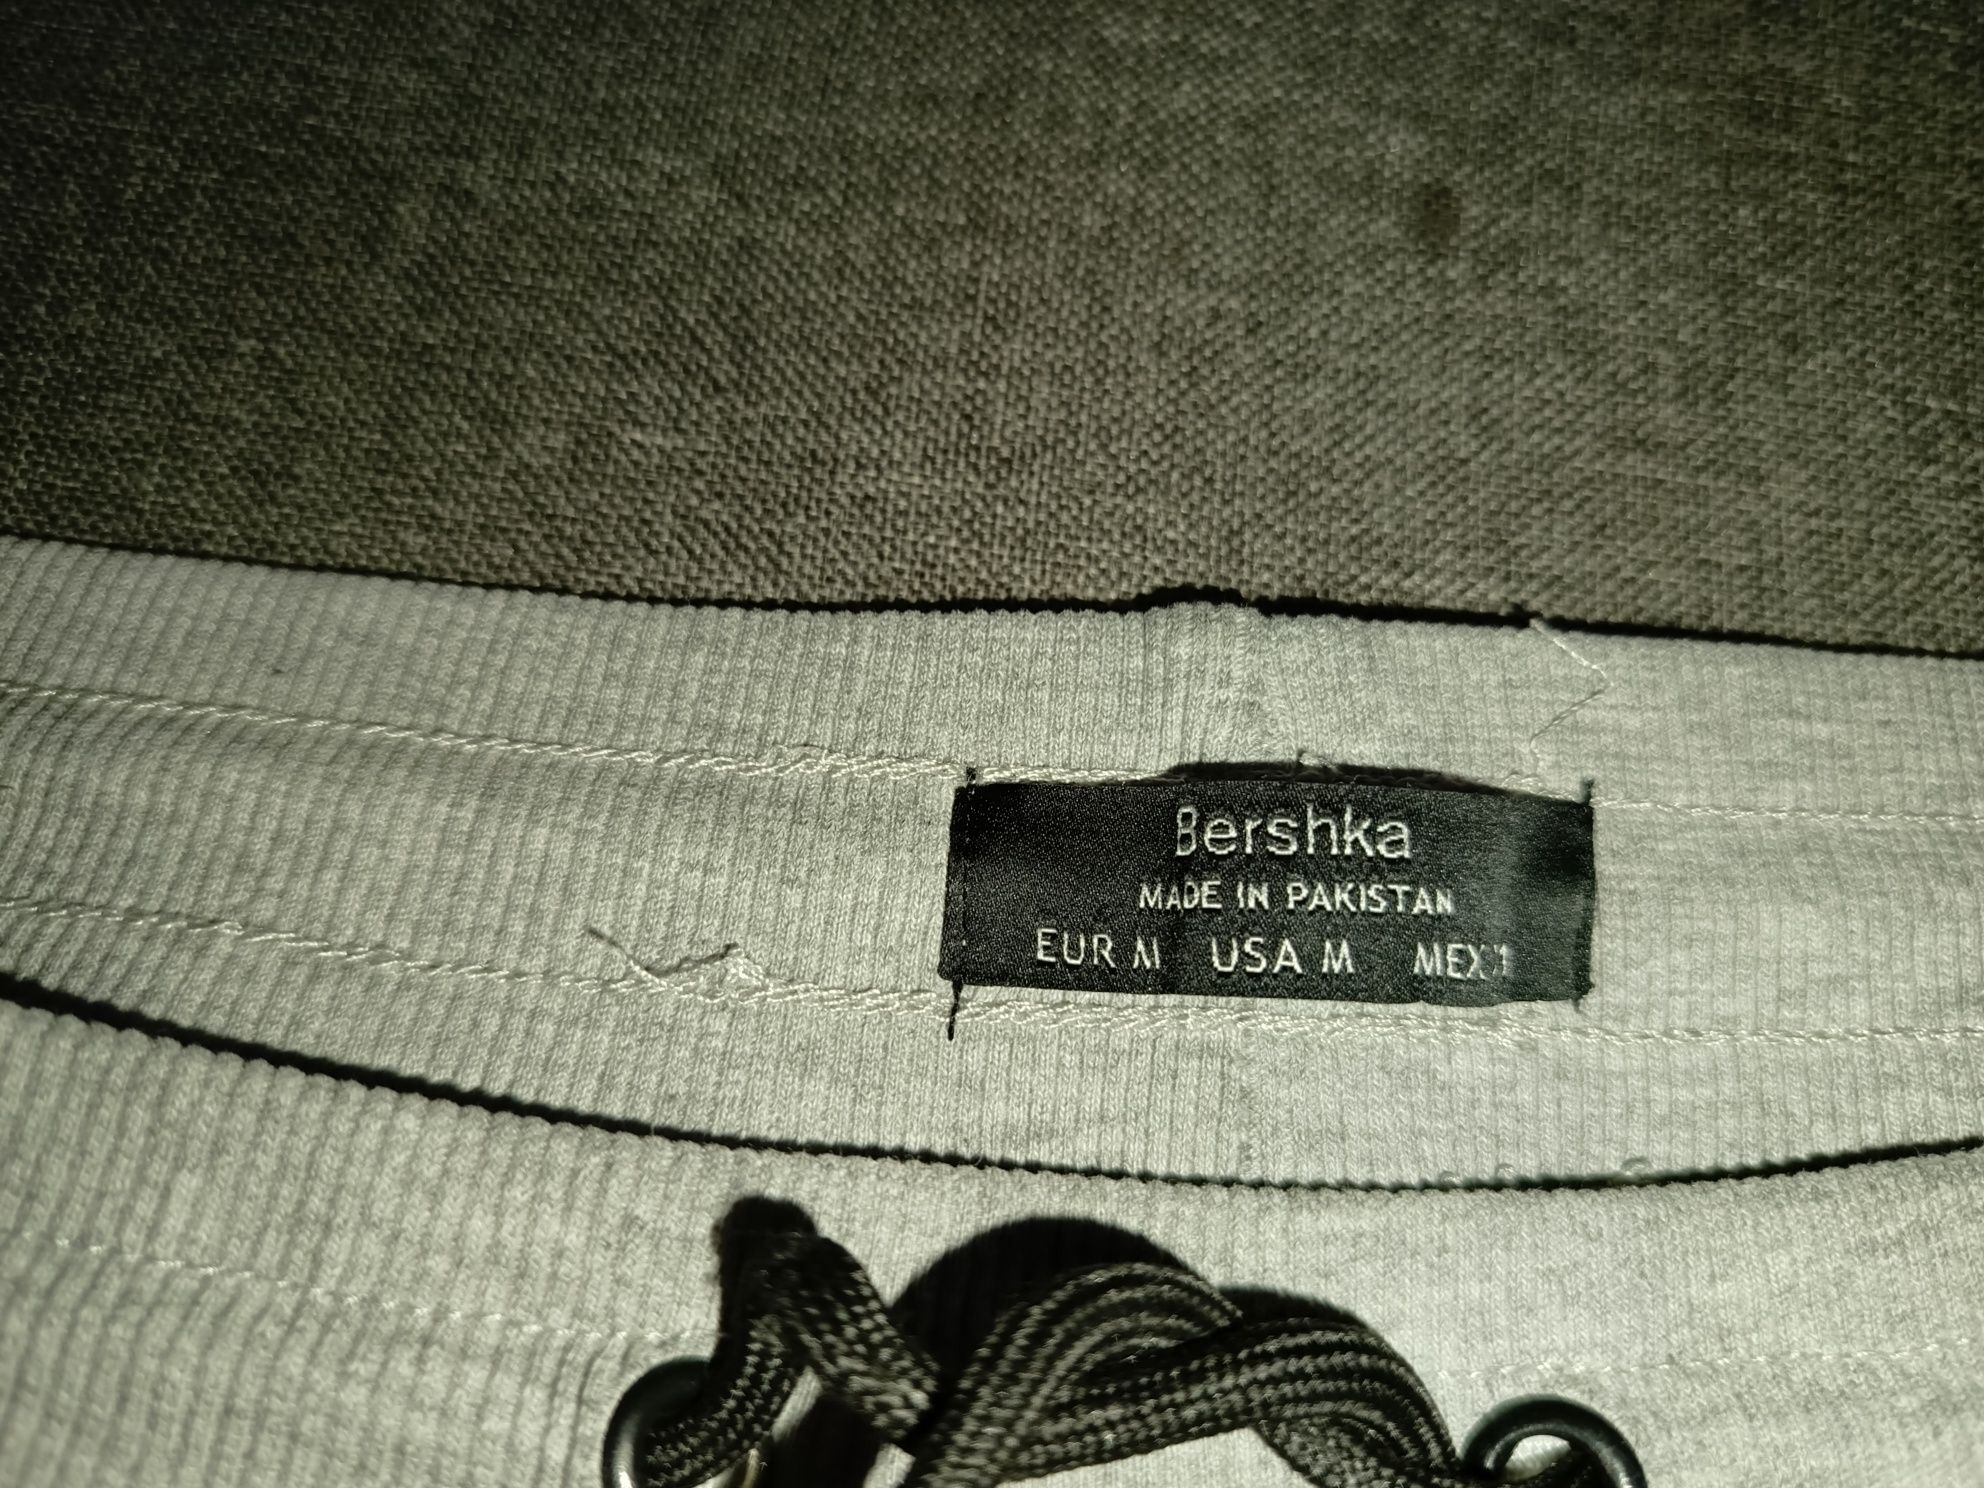 Bershka
MADE IN PAKISTAN
EUR M USA M MEX